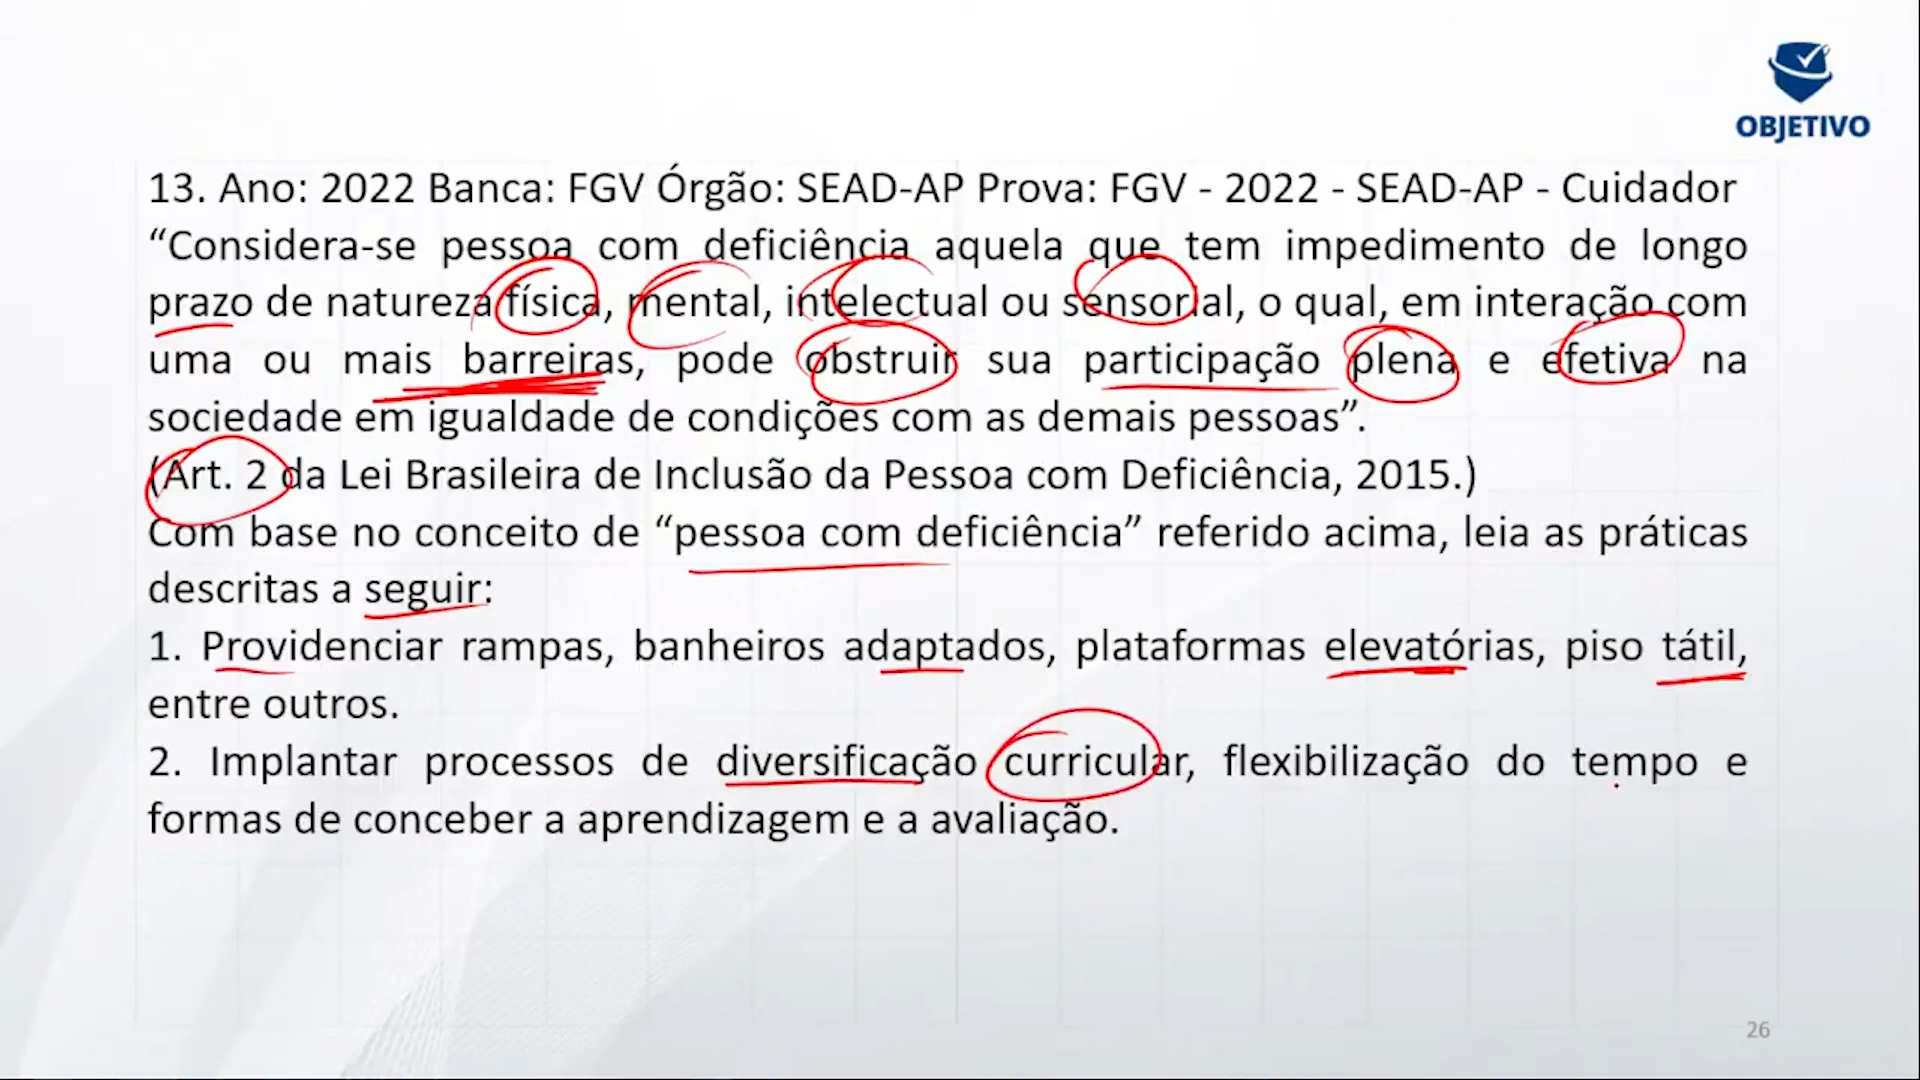 OBJETIVO
13. Ano: 2022 Banca: FGV Órgão: SEAD-AP Prova: FGV - 2022 - SEAD-AP - Cuidador
“Considera-se pessoa com deficiência aquela que tem impedimento de longo
prazo de natureza física, mental, intelectual ou sensorial, o qual, em interação com
uma ou mais barreiras, pode obstruir sua participação plena e efetiva na
sociedade em igualdade de condições com as demais pessoas”.
(Art. 2 da Lei Brasileira de Inclusão da Pessoa com Deficiência, 2015.)
Com base no conceito de “pessoa com deficiência” referido acima, leia as práticas
descritas a seguir:
1. Providenciar rampas, banheiros adaptados, plataformas elevatórias, piso tátil,
entre outros.
2. Implantar processos de diversificação curricular, flexibilização do tempo e
formas de conceber a aprendizagem e a avaliação.
26